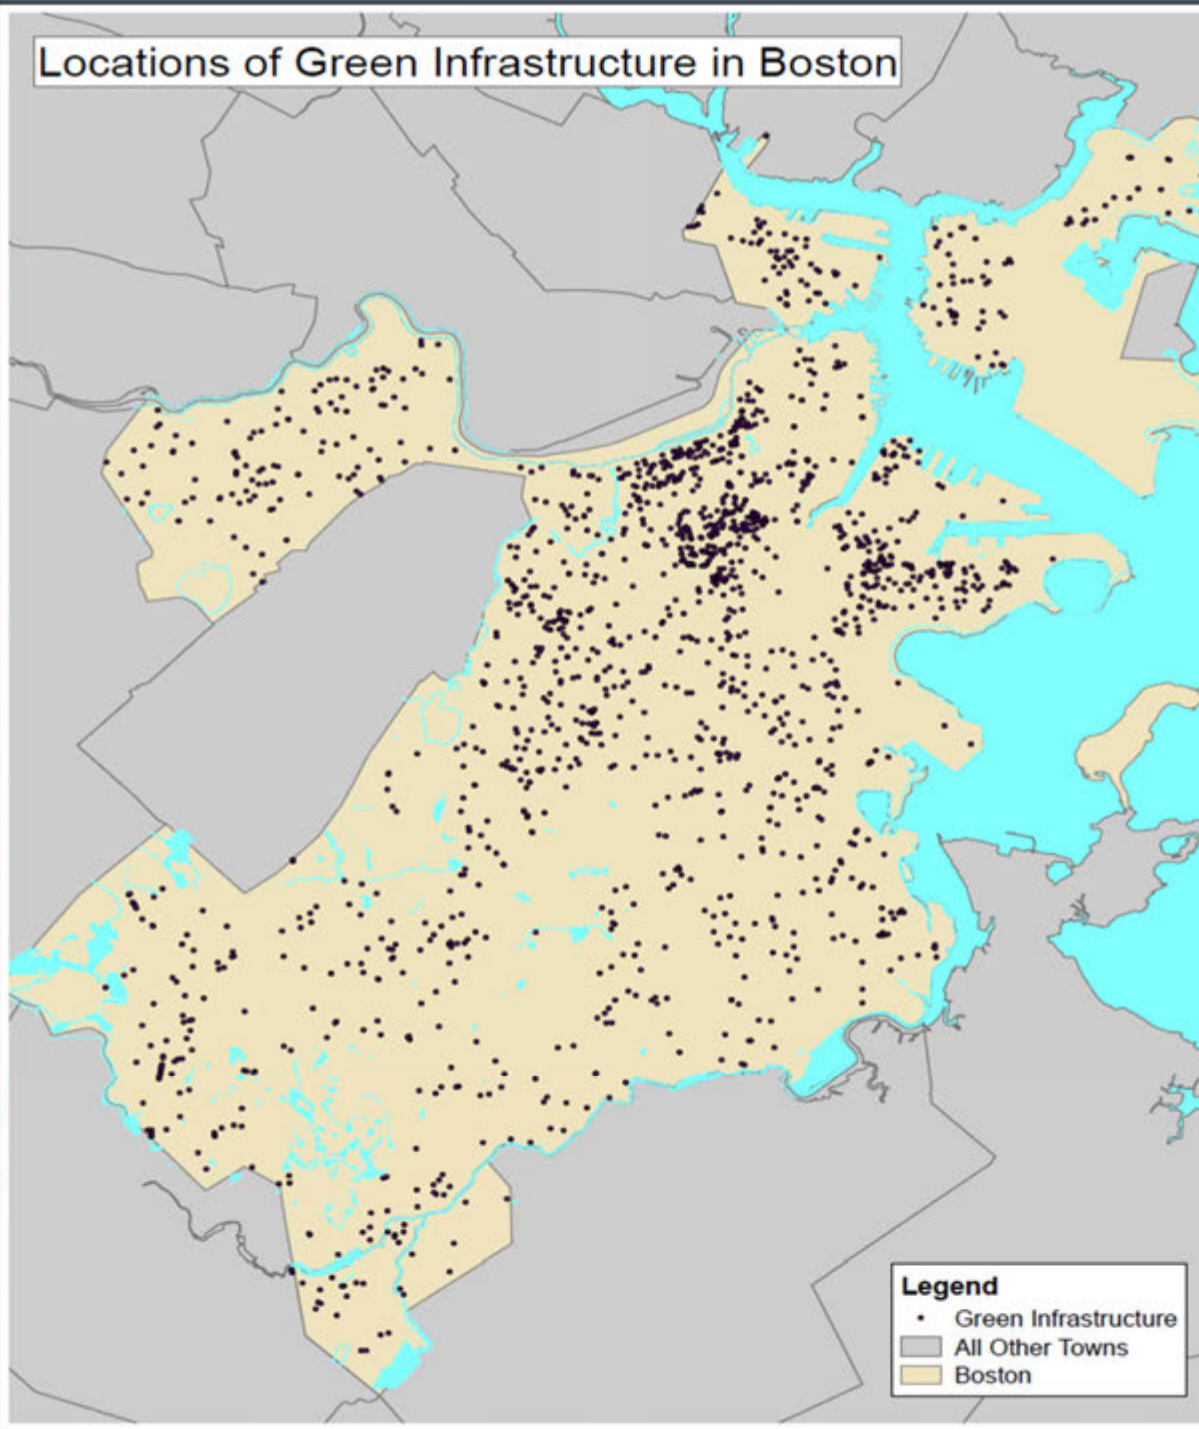 Locations of Green Infrastructure in Boston
Legend
Green Infrastructure
All Other Towns
Boston